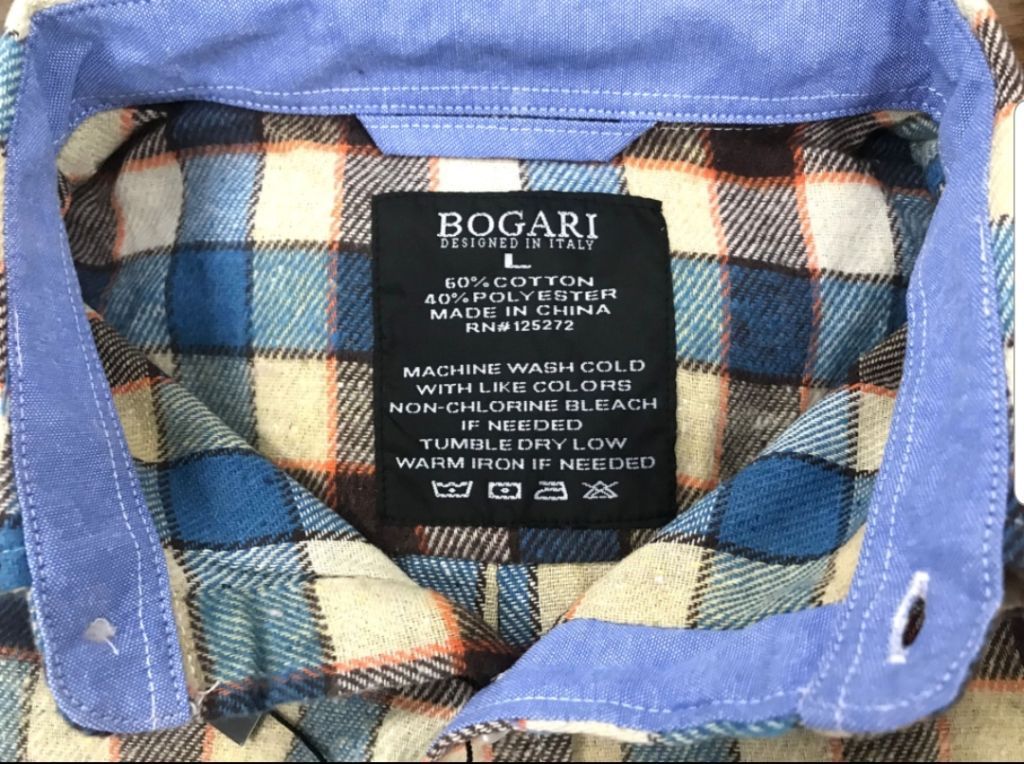 BOGARI
DESIGNED IN ITALY
L
60% COTTON
40% POLYESTER
MADE IN CHINA
RN#125272
MACHINE WASH COLD
WITH LIKE COLORS
NON-CHLORINE BLEACH
IF NEEDED
TUMBLE DRY LOW
WARM IRON IF NEEDED